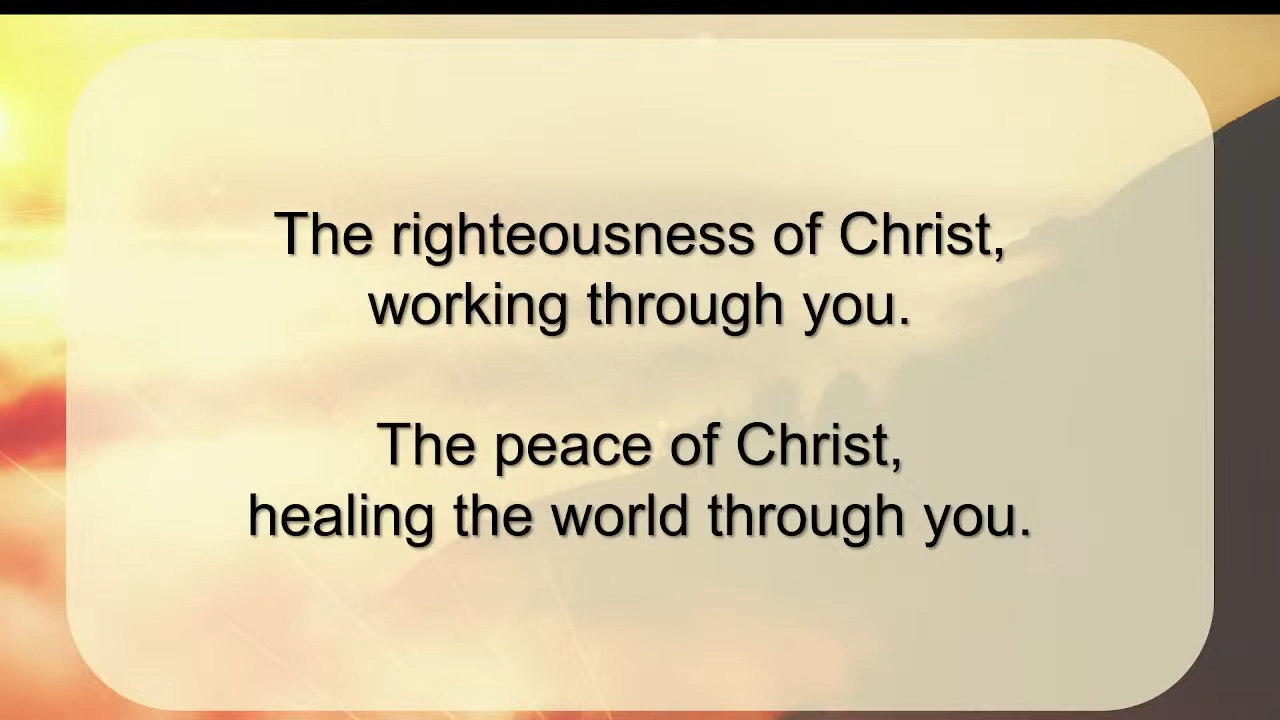 The righteousness of Christ,
working through you.
The peace of Christ,
healing the world through you.